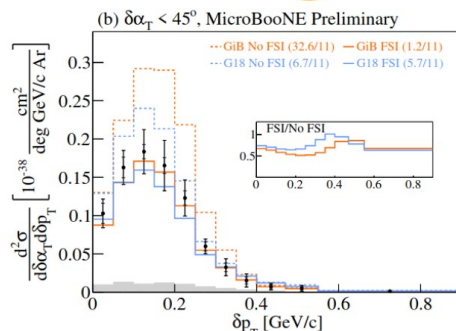 (b) δα_T < 45°, MicroBooNE Preliminary
GiB No FSI (32.6/11) GiB FSI (1.2/11)
G18 No FSI (6.7/11) G18 FSI (5.7/11)
d²σ/dδα_Tdδp_T [10⁻³⁸ cm²/deg GeV/c Ar]
0.3
0.25
0.2
0.15
0.1
0.05
0
FSI/No FSI
1
0.5
0 0.2 0.4 0.6 0.8
0 0.2 0.4 0.6 0.8
δp_T [GeV/c]